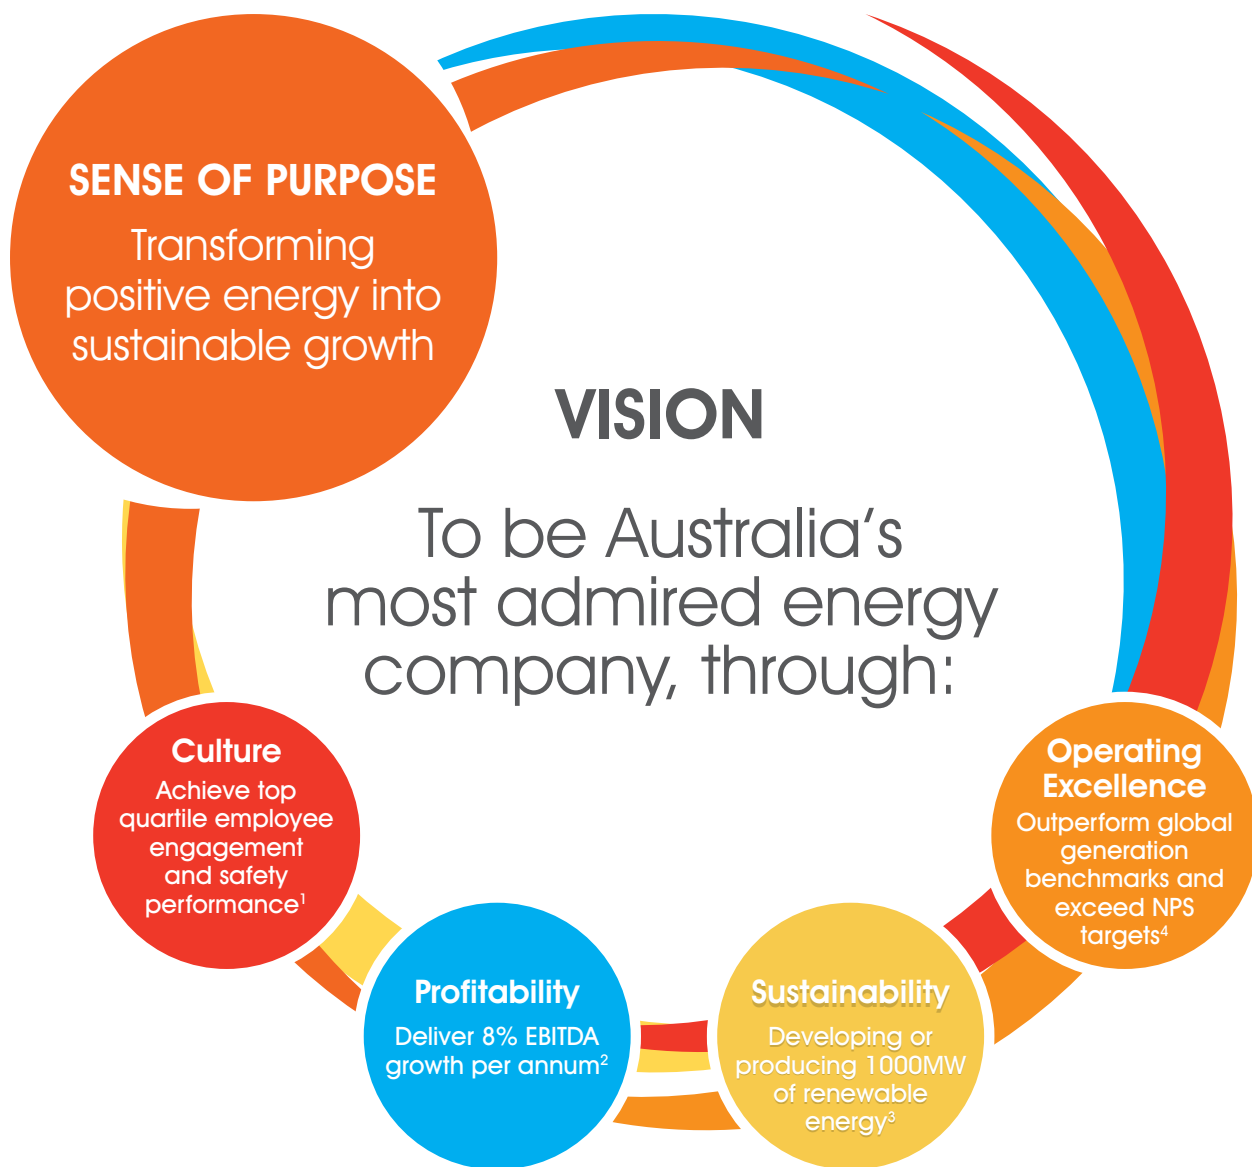 SENSE OF PURPOSE
Transforming
positive energy into
sustainable growth
VISION
To be Australia's
most admired energy
company, through:
Culture
Achieve top
quartile employee
engagement
and safety
performance¹
Profitability
Deliver 8% EBITDA
growth per annum²
Sustainability
Developing or
producing 1000MW
of renewable
energy³
Operating
Excellence
Outperform global
generation
benchmarks and
exceed NPS
targets⁴